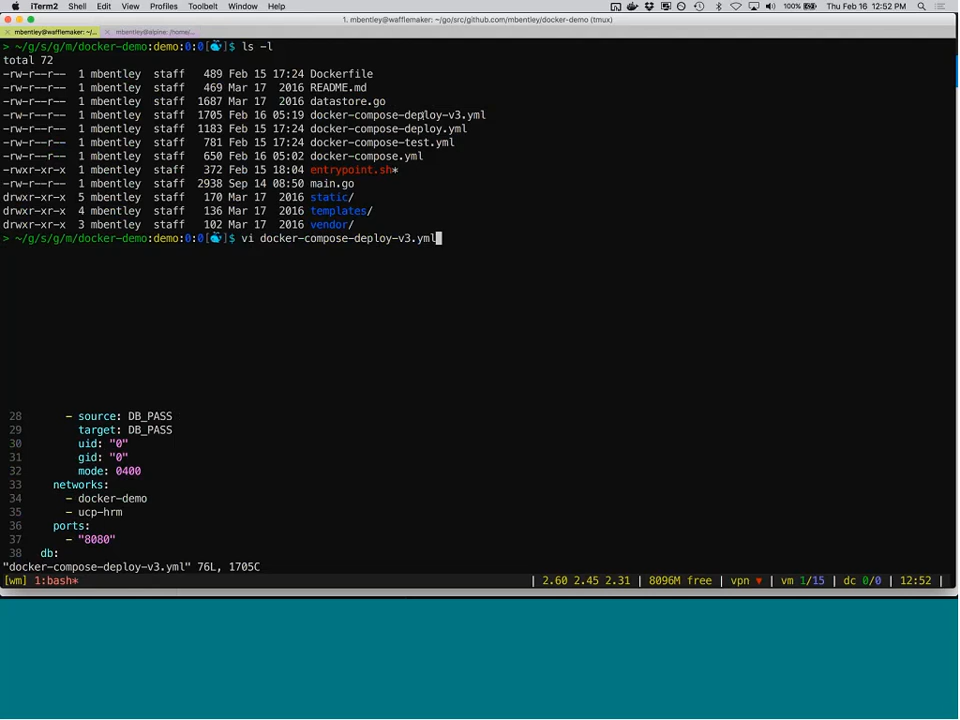 iTerm2 Shell Edit View Profiles Toolbelt Window Help 100% Thu Feb 16 12:52 PM
1. mbentley@wafflemaker: ~/go/src/github.com/mbentley/docker-demo (tmux)
mbentley@wafflemaker: ~/... mbentley@alpine: /home/...
> ~/g/s/g/m/docker-demo:demo:0:0[🐳]$ ls -l
total 72
-rw-r--r-- 1 mbentley staff 489 Feb 15 17:24 Dockerfile
-rw-r--r-- 1 mbentley staff 469 Mar 17 2016 README.md
-rw-r--r-- 1 mbentley staff 1687 Mar 17 2016 datastore.go
-rw-r--r-- 1 mbentley staff 1705 Feb 16 05:19 docker-compose-deploy-v3.yml
-rw-r--r-- 1 mbentley staff 1183 Feb 15 17:24 docker-compose-deploy.yml
-rw-r--r-- 1 mbentley staff 781 Feb 15 17:24 docker-compose-test.yml
-rw-r--r-- 1 mbentley staff 650 Feb 16 05:02 docker-compose.yml
-rwxr-xr-x 1 mbentley staff 372 Feb 15 18:04 entrypoint.sh*
-rw-r--r-- 1 mbentley staff 2938 Sep 14 08:50 main.go
drwxr-xr-x 5 mbentley staff 170 Mar 17 2016 static/
drwxr-xr-x 4 mbentley staff 136 Mar 17 2016 templates/
drwxr-xr-x 3 mbentley staff 102 Mar 17 2016 vendor/
> ~/g/s/g/m/docker-demo:demo:0:0[🐳]$ vi docker-compose-deploy-v3.yml
28 - source: DB_PASS
29 target: DB_PASS
30 uid: "0"
31 gid: "0"
32 mode: 0400
33 networks:
34 - docker-demo
35 - ucp-hrm
36 ports:
37 - "8080"
38 db:
"docker-compose-deploy-v3.yml" 76L, 1705C
[wm] 1:bash* | 2.60 2.45 2.31 | 8096M free | vpn ▼ | vm 1/15 | dc 0/0 | 12:52 |